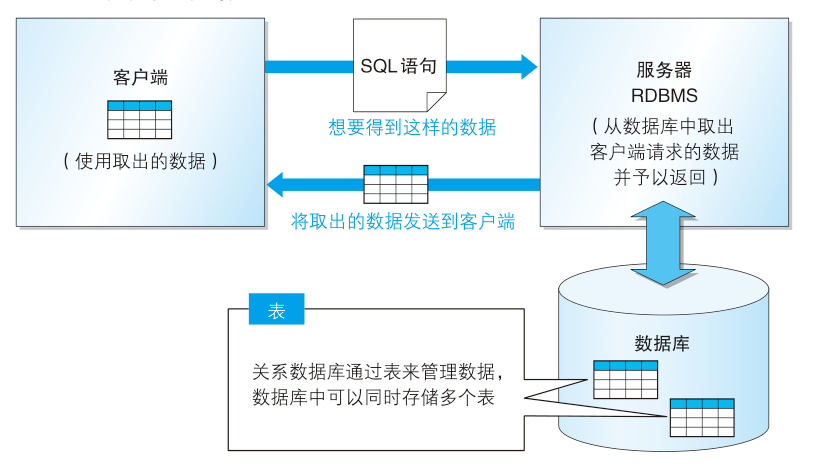 客户端
(使用取出的数据)
SQL语句
想要得到这样的数据
将取出的数据发送到客户端
服务器
RDBMS
(从数据库中取出
客户端请求的数据
并予以返回)
表
关系数据库通过表来管理数据，
数据库中可以同时存储多个表
数据库